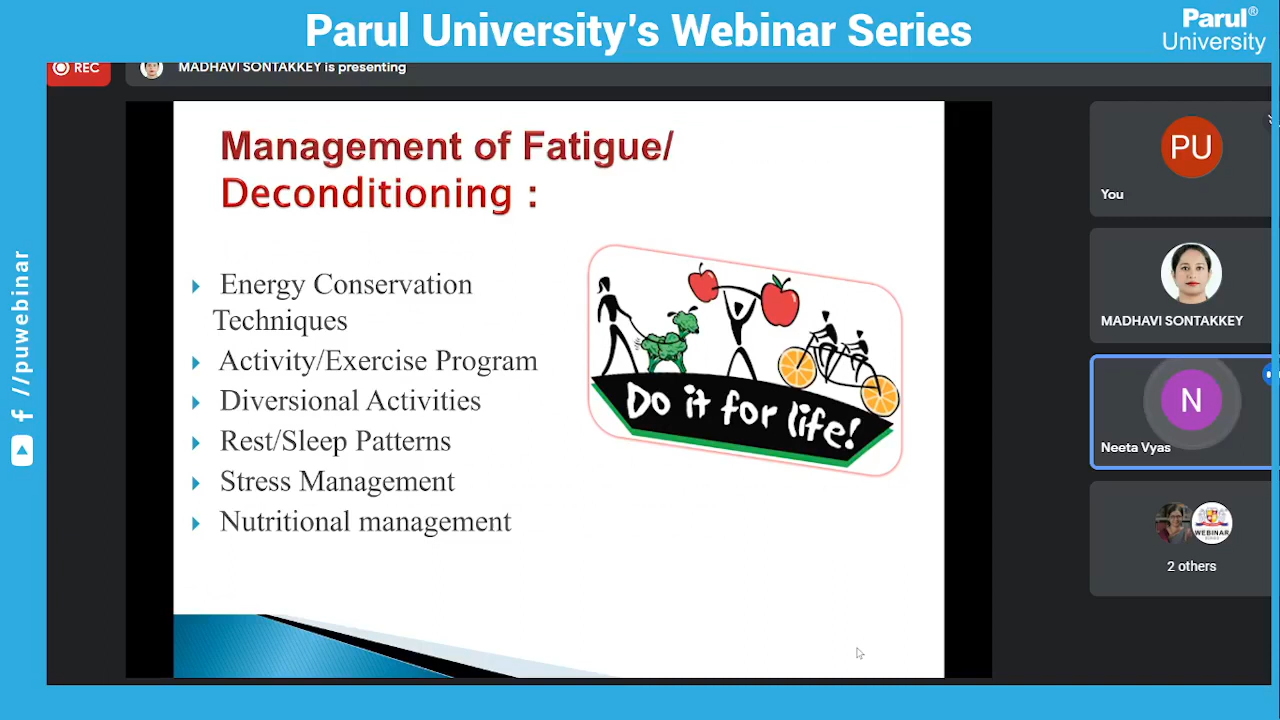 Parul University's Webinar Series
Parul®
University
REC
MADHAVI SONTAKKEY is presenting
Management of Fatigue/
Deconditioning :
Energy Conservation
Techniques
Activity/Exercise Program
Diversional Activities
Rest/Sleep Patterns
Stress Management
Nutritional management
Do it for life!
PU
You
MADHAVI SONTAKKEY
N
Neeta Vyas
WEBINAR
2 others
//puwebinar